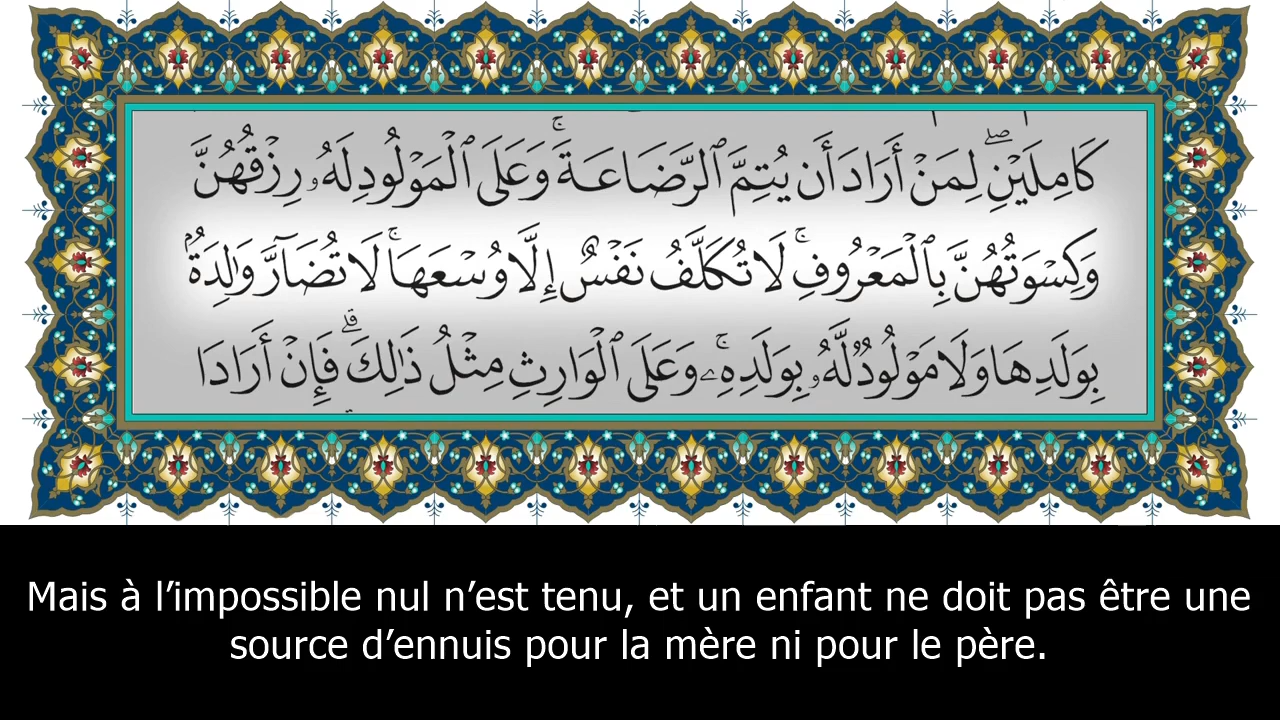 كَامِلَيْنِ ۖ لِمَنْ أَرَادَ أَن يُتِمَّ ٱلرَّضَاعَةَ ۚ وَعَلَى ٱلْمَوْلُودِ لَهُۥ رِزْقُهُنَّ
وَكِسْوَتُهُنَّ بِٱلْمَعْرُوفِ ۚ لَا تُكَلَّفُ نَفْسٌ إِلَّا وُسْعَهَا ۚ لَا تُضَآرَّ وَٰلِدَةُۢ
بِوَلَدِهَا وَلَا مَوْلُودٌ لَّهُۥ بِوَلَدِهِۦ ۚ وَعَلَى ٱلْوَارِثِ مِثْلُ ذَٰلِكَ ۗ فَإِنْ أَرَادَا
Mais à l’impossible nul n’est tenu, et un enfant ne doit pas être une
source d’ennuis pour la mère ni pour le père.